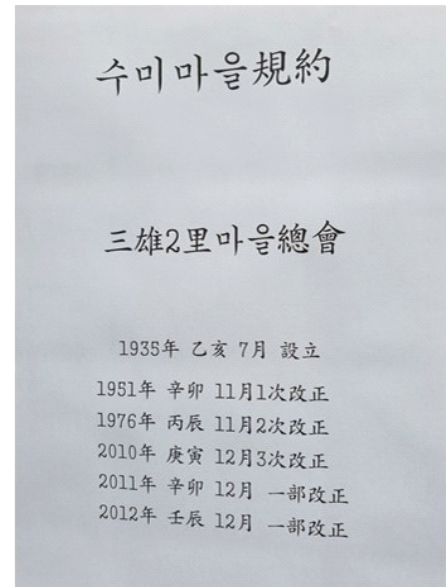 수미마을規約
三雄2里마을總會
1935年 乙亥 7月 設立
1951年 辛卯 11月1次改正
1976年 丙辰 11月2次改正
2010年 庚寅 12月3次改正
2011年 辛卯 12月 一部改正
2012年 壬辰 12月 一部改正